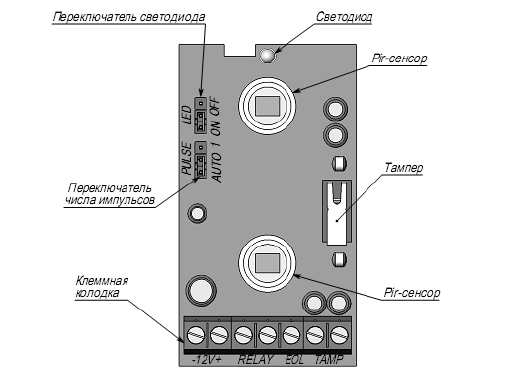 Переключатель светодиода
Светодиод
Pir-сенсор
LED
ON OFF
PULSE
AUTO 1
Тампер
Переключатель
числа импульсов
Клеммная
колодка
Pir-сенсор
-12V+ RELAY EOL TAMP